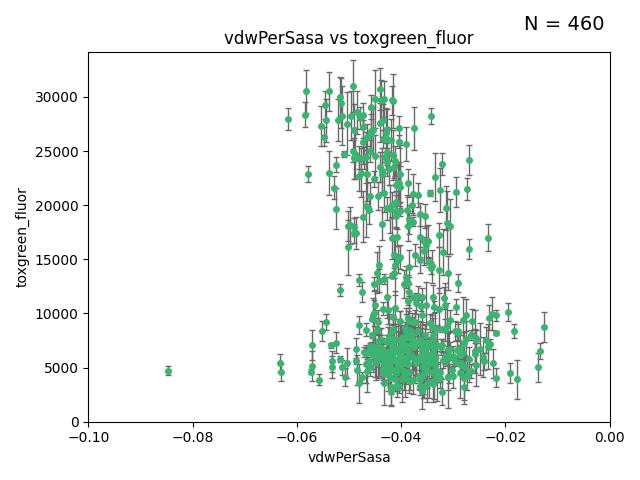 N = 460
vdwPerSasa vs toxgreen_fluor
30000
25000
20000
15000
10000
5000
0
toxgreen_fluor
−0.10 −0.08 −0.06 −0.04 −0.02 0.00
vdwPerSasa